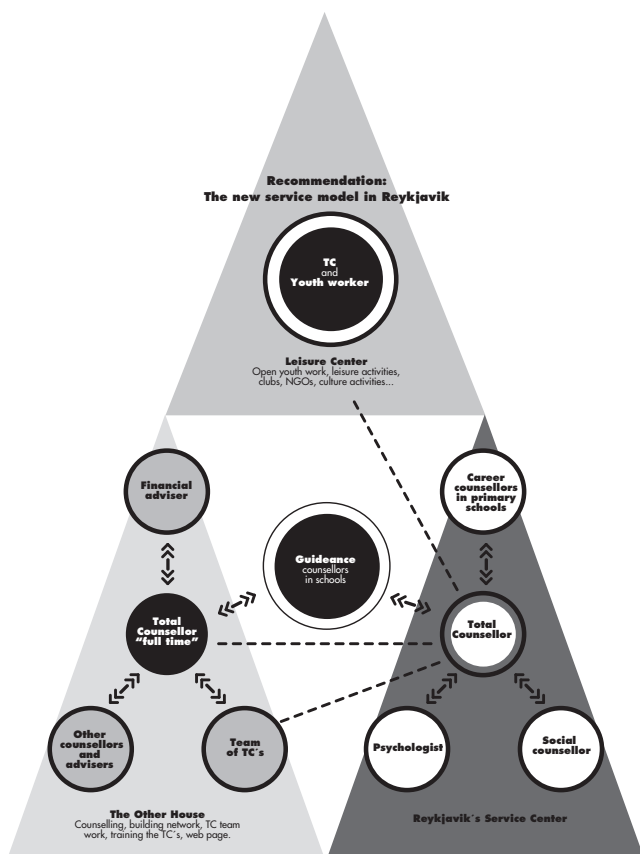 Recommendation:
The new service model in Reykjavik
TC
and
Youth worker
Leisure Center
Open youth work, leisure activities,
clubs, NGOs, culture activities...
Financial
adviser
Career
counsellors
in primary
schools
Guideance
counsellors
in schools
Total
Counsellor
“full time”
Total
Counsellor
Other
counsellors
and
advisers
Team
of TC´s
Psychologist
Social
counsellor
The Other House
Counselling, building network, TC team
work, training the TC´s, web page.
Reykjavik´s Service Center